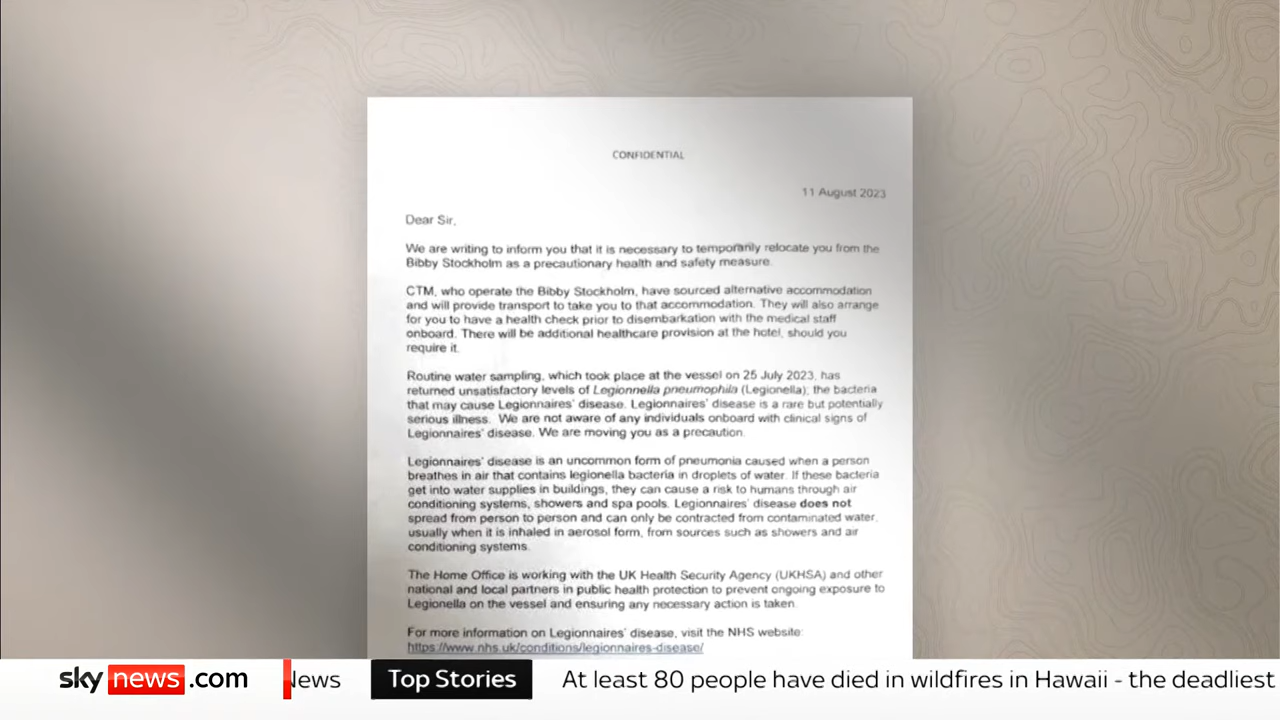 CONFIDENTIAL
11 August 2023
Dear Sir,
We are writing to inform you that it is necessary to temporarily relocate you from the
Bibby Stockholm as a precautionary health and safety measure.
CTM, who operate the Bibby Stockholm, have sourced alternative accommodation
and will provide transport to take you to that accommodation. They will also arrange
for you to have a health check prior to disembarkation with the medical staff
onboard. There will be additional healthcare provision at the hotel, should you
require it.
Routine water sampling, which took place at the vessel on 25 July 2023, has
returned unsatisfactory levels of Legionnella pneumophila (Legionella); the bacteria
that may cause Legionnaires' disease. Legionnaires' disease is a rare but potentially
serious illness. We are not aware of any individuals onboard with clinical signs of
Legionnaires' disease. We are moving you as a precaution.
Legionnaires' disease is an uncommon form of pneumonia caused when a person
breathes in air that contains legionella bacteria in droplets of water. If these bacteria
get into water supplies in buildings, they can cause a risk to humans through air
conditioning systems, showers and spa pools. Legionnaires' disease does not
spread from person to person and can only be contracted from contaminated water,
usually when it is inhaled in aerosol form, from sources such as showers and air
conditioning systems.
The Home Office is working with the UK Health Security Agency (UKHSA) and other
national and local partners in public health protection to prevent ongoing exposure to
Legionella on the vessel and ensuring any necessary action is taken.
For more information on Legionnaires' disease, visit the NHS website:
https://www.nhs.uk/conditions/legionnaires-disease/
sky news .com News Top Stories At least 80 people have died in wildfires in Hawaii - the deadliest